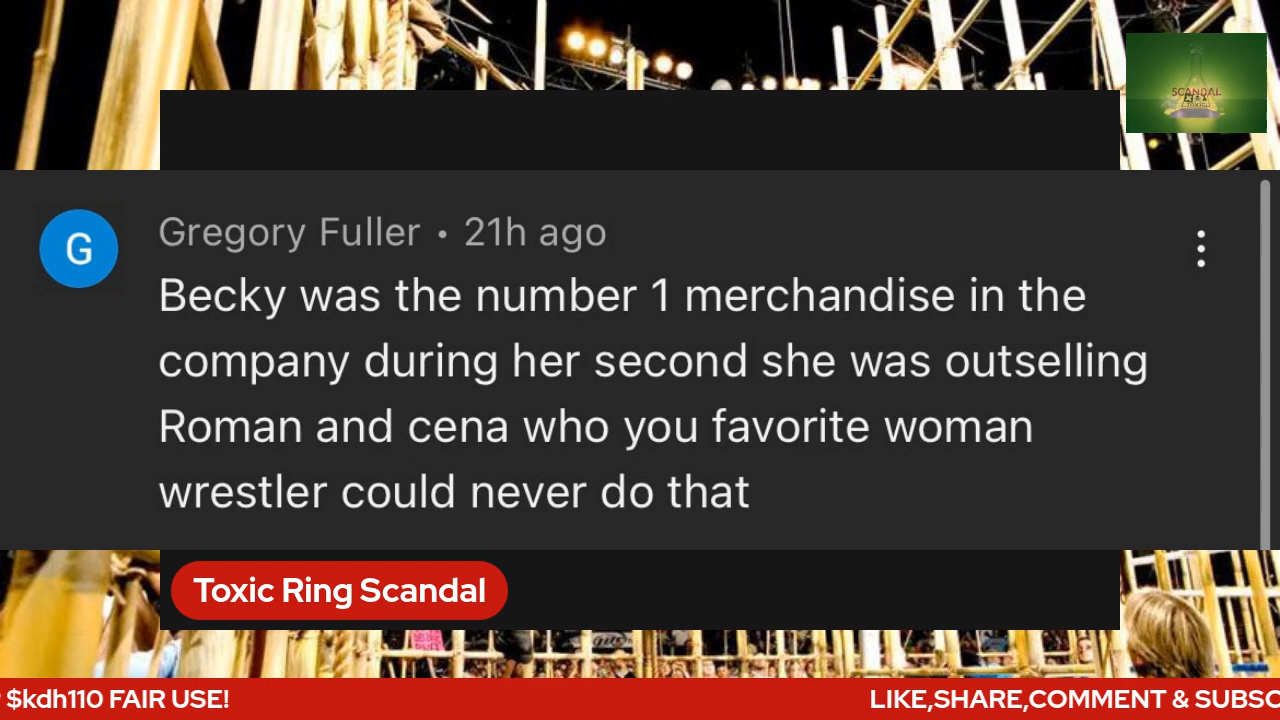 SCANDAL
G
Gregory Fuller • 21h ago
Becky was the number 1 merchandise in the
company during her second she was outselling
Roman and cena who you favorite woman
wrestler could never do that
Toxic Ring Scandal
$kdh110 FAIR USE!
LIKE,SHARE,COMMENT & SUBSC